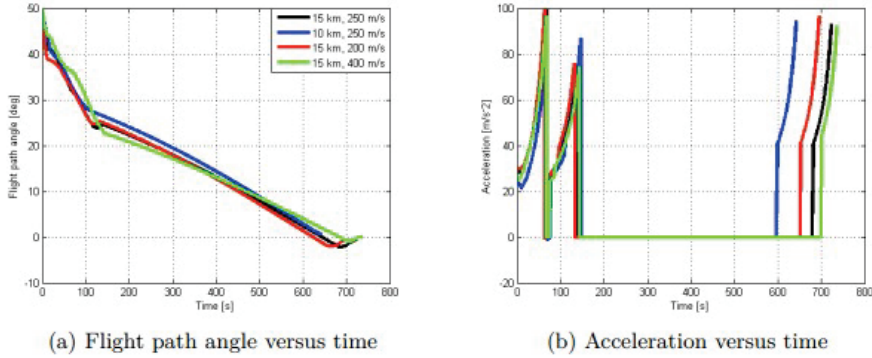 50
40
30
20
10
0
-10
Flight path angle [deg]
15 km, 250 m/s
10 km, 250 m/s
15 km, 200 m/s
15 km, 400 m/s
0 100 200 300 400 500 600 700 800
Time [s]
(a) Flight path angle versus time
100
80
60
40
20
0
-20
Acceleration [m/s^2]
0 100 200 300 400 500 600 700 800
Time [s]
(b) Acceleration versus time